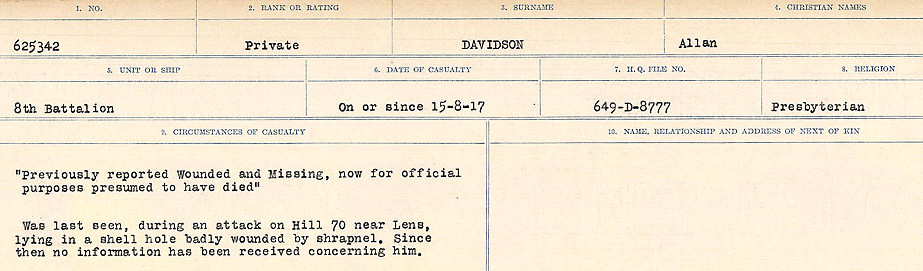 1. NO. 2. RANK OR RATING 3. SURNAME 4. CHRISTIAN NAMES
625342 Private DAVIDSON Allan
5. UNIT OR SHIP 6. DATE OF CASUALTY 7. H.Q. FILE NO. 8. RELIGION
8th Battalion On or since 15-8-17 649-D-8777 Presbyterian
9. CIRCUMSTANCES OF CASUALTY 10. NAME, RELATIONSHIP AND ADDRESS OF NEXT OF KIN
"Previously reported Wounded and Missing, now for official
purposes presumed to have died"
Was last seen, during an attack on Hill 70 near Lens,
lying in a shell hole badly wounded by shrapnel. Since
then no information has been received concerning him.